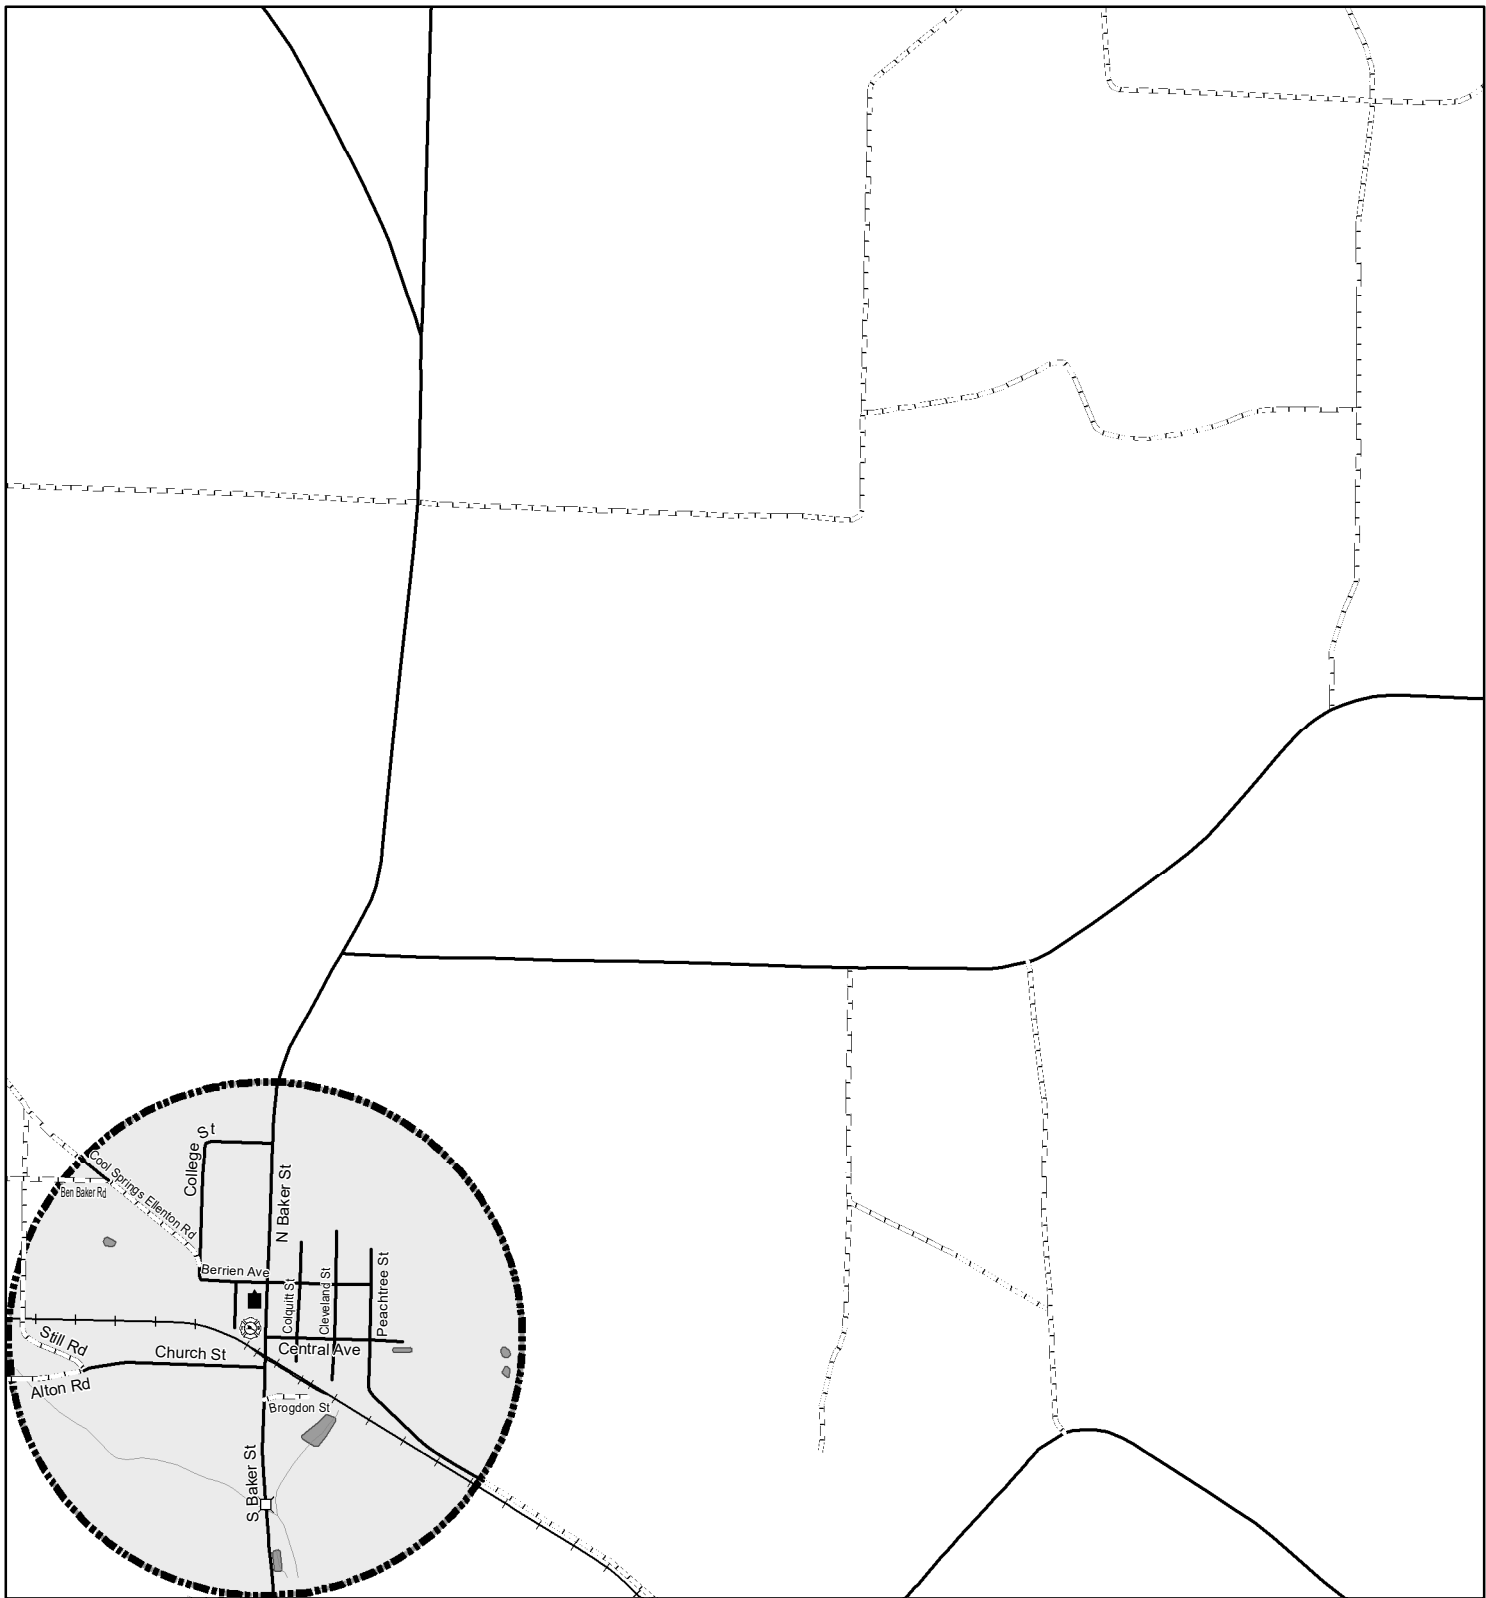 College St
Cool Springs Ellenton Rd
Ben Baker Rd
N Baker St
Berrien Ave
Colquitt St
Cleveland St
Peachtree St
Still Rd
Church St
Central Ave
Alton Rd
Brogdon St
S Baker St